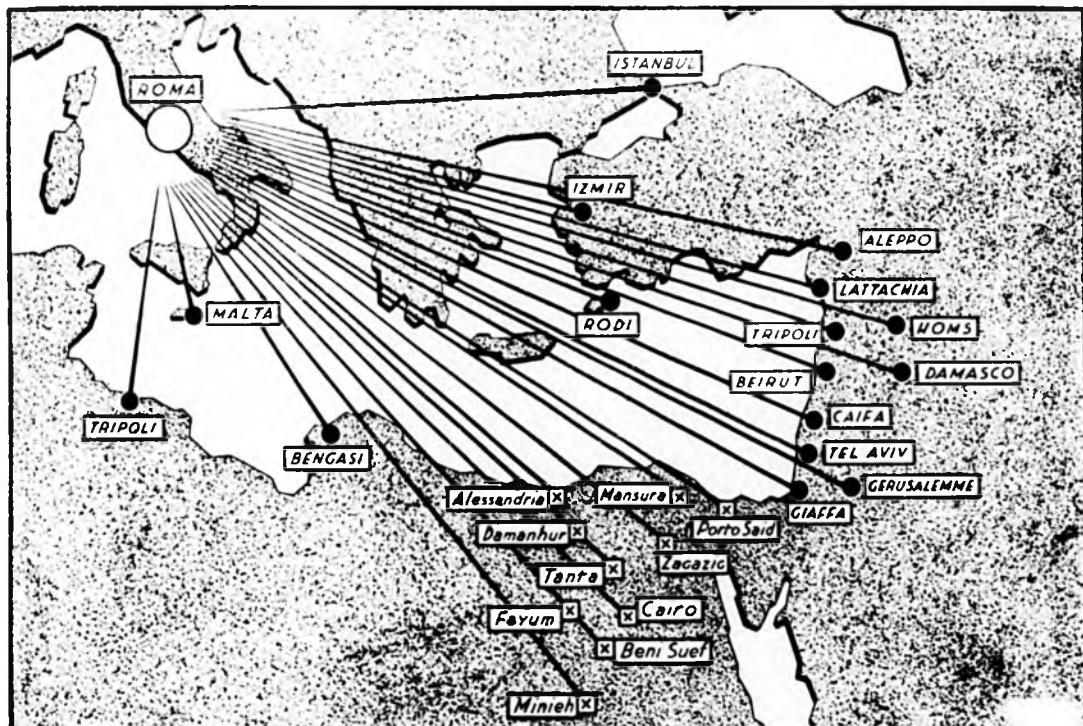 ISTANBUL
ROMA
IZMIR
ALEPPO
LATTACHIA
MALTA
RODI
TRIPOLI
HOMS
BEIRUT
DAMASCO
TRIPOLI
CAIFA
BENGASI
TEL AVIV
GERUSALEMME
Alessandria
Mansura
GIAFFA
Damanhur
Porto Said
Zagazig
Tanta
Fayum
Cairo
Beni Suef
Minieh